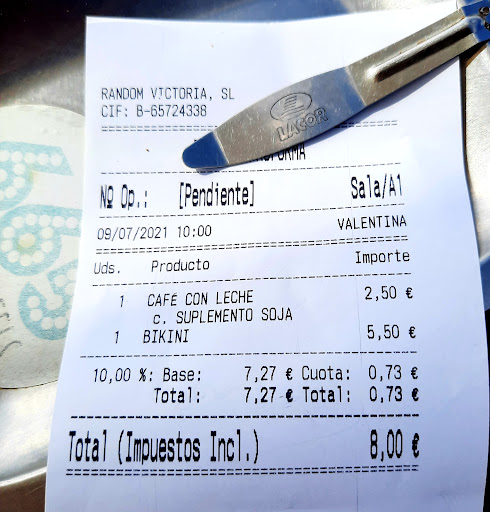 RANDOM VICTORIA, SL
CIF: B-65724338
LACOR
Nº Op.: [Pendiente] Sala/A1
09/07/2021 10:00 VALENTINA
Uds. Producto Importe
1 CAFÉ CON LECHE 2,50 €
c. SUPLEMENTO SOJA
1 BIKINI 5,50 €
10,00 %: Base: 7,27 € Cuota: 0,73 €
Total: 7,27 € Total: 0,73 €
Total (Impuestos Incl.) 8,00 €